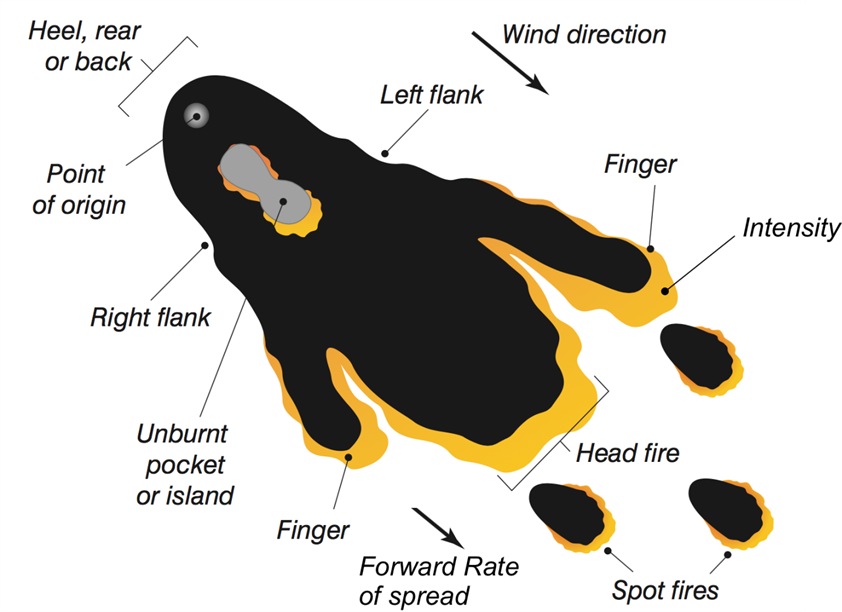 Heel, rear
or back
Wind direction
Left flank
Finger
Point
of origin
Intensity
Right flank
Unburnt
pocket
or island
Head fire
Finger
Forward Rate
of spread
Spot fires